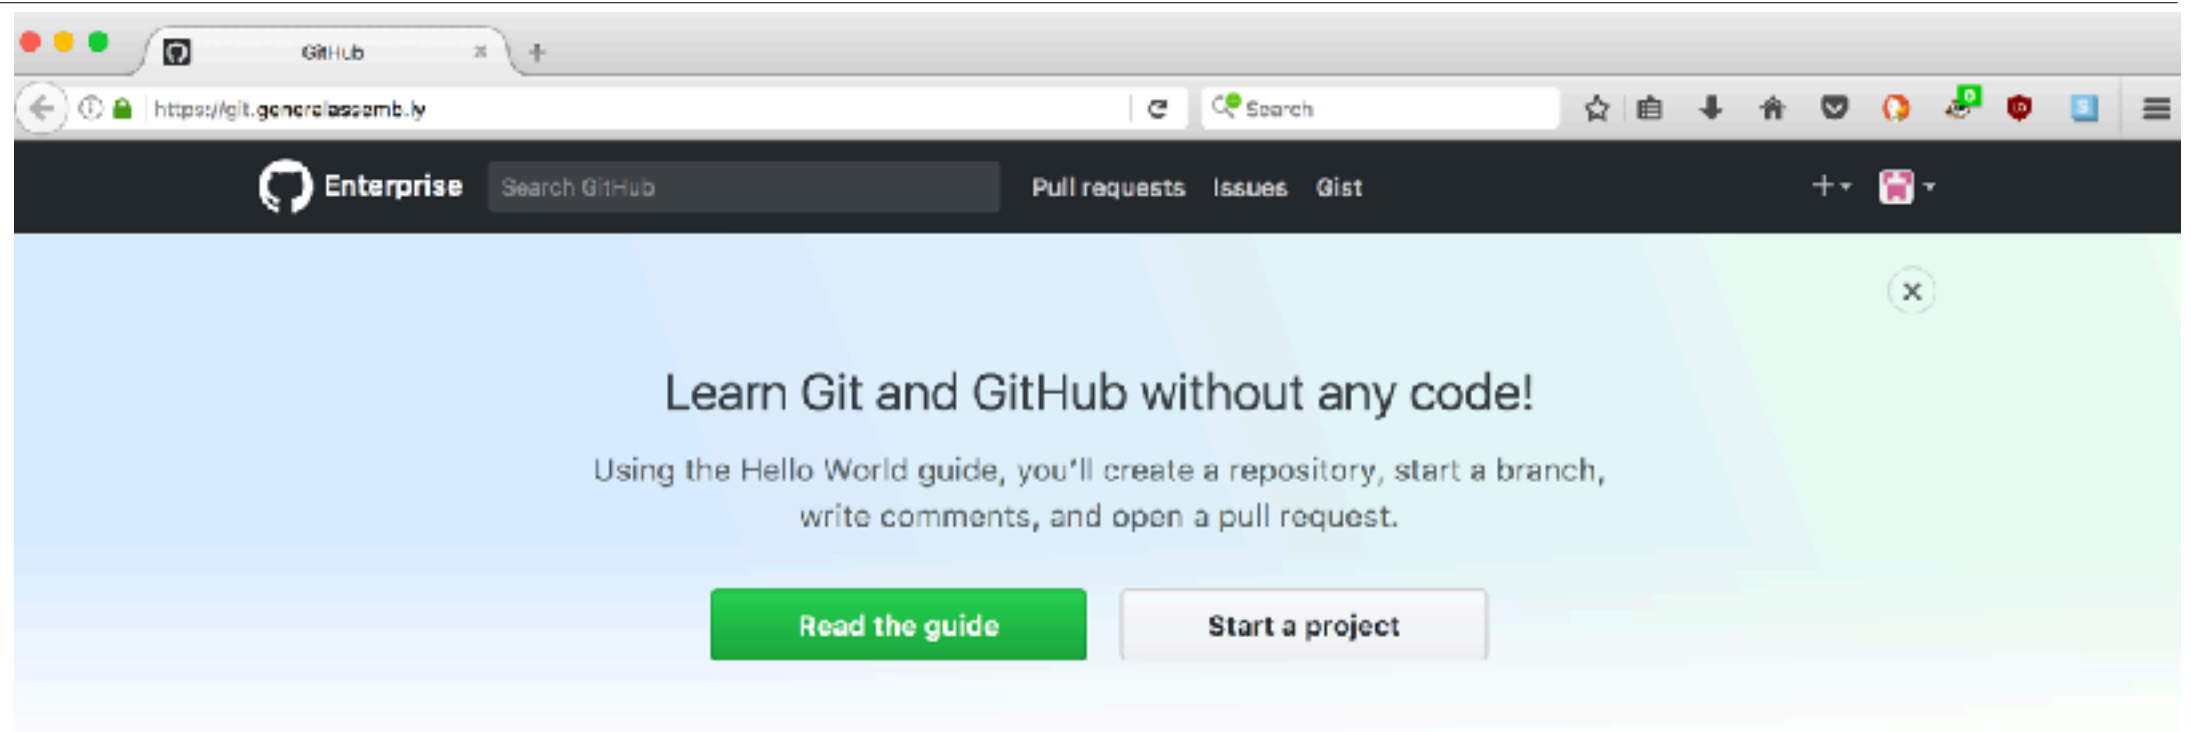 GitHub
https://git.generalassemb.ly
Search
Enterprise
Search GitHub
Pull requests Issues Gist
Learn Git and GitHub without any code!
Using the Hello World guide, you'll create a repository, start a branch,
write comments, and open a pull request.
Read the guide
Start a project